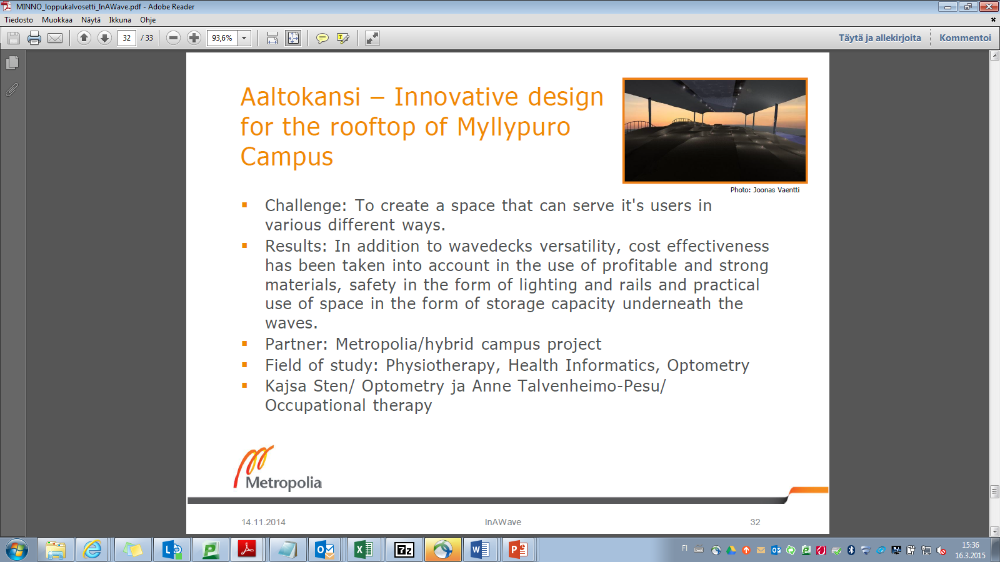 MINNO_loppukalvosetti_InAWave.pdf - Adobe Reader
Tiedosto Muokkaa Näytä Ikkuna Ohje
32 / 33 93,6% Täytä ja allekirjoita Kommentoi
Aaltokansi – Innovative design
for the rooftop of Myllypuro
Campus
Photo: Joonas Vaentti
Challenge: To create a space that can serve it's users in
various different ways.
Results: In addition to wavedecks versatility, cost effectiveness
has been taken into account in the use of profitable and strong
materials, safety in the form of lighting and rails and practical
use of space in the form of storage capacity underneath the
waves.
Partner: Metropolia/hybrid campus project
Field of study: Physiotherapy, Health Informatics, Optometry
Kajsa Sten/ Optometry ja Anne Talvenheimo-Pesu/
Occupational therapy
Metropolia
14.11.2014 InAWave 32
FI 15:36
16.3.2015